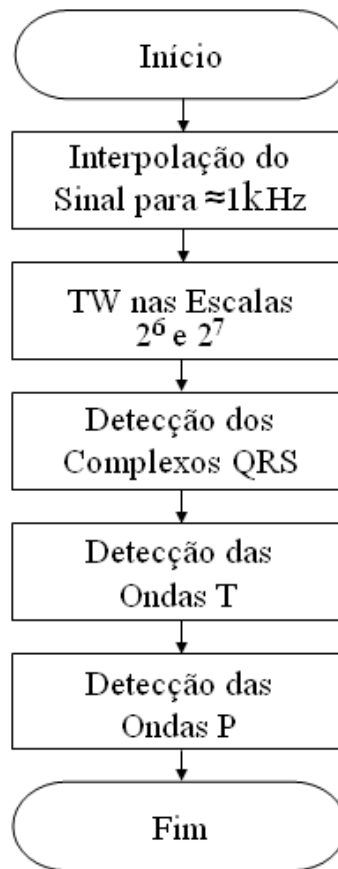 Início
Interpolação do
Sinal para ≈1kHz
TW nas Escalas
2⁶ e 2⁷
Detecção dos
Complexos QRS
Detecção das
Ondas T
Detecção das
Ondas P
Fim